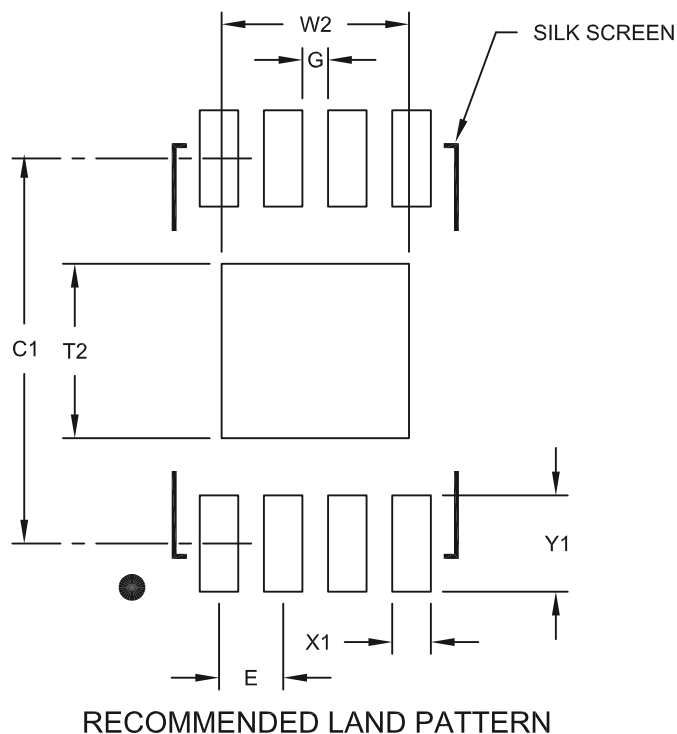 W2
G
SILK SCREEN
C1
T2
Y1
X1
E
RECOMMENDED LAND PATTERN